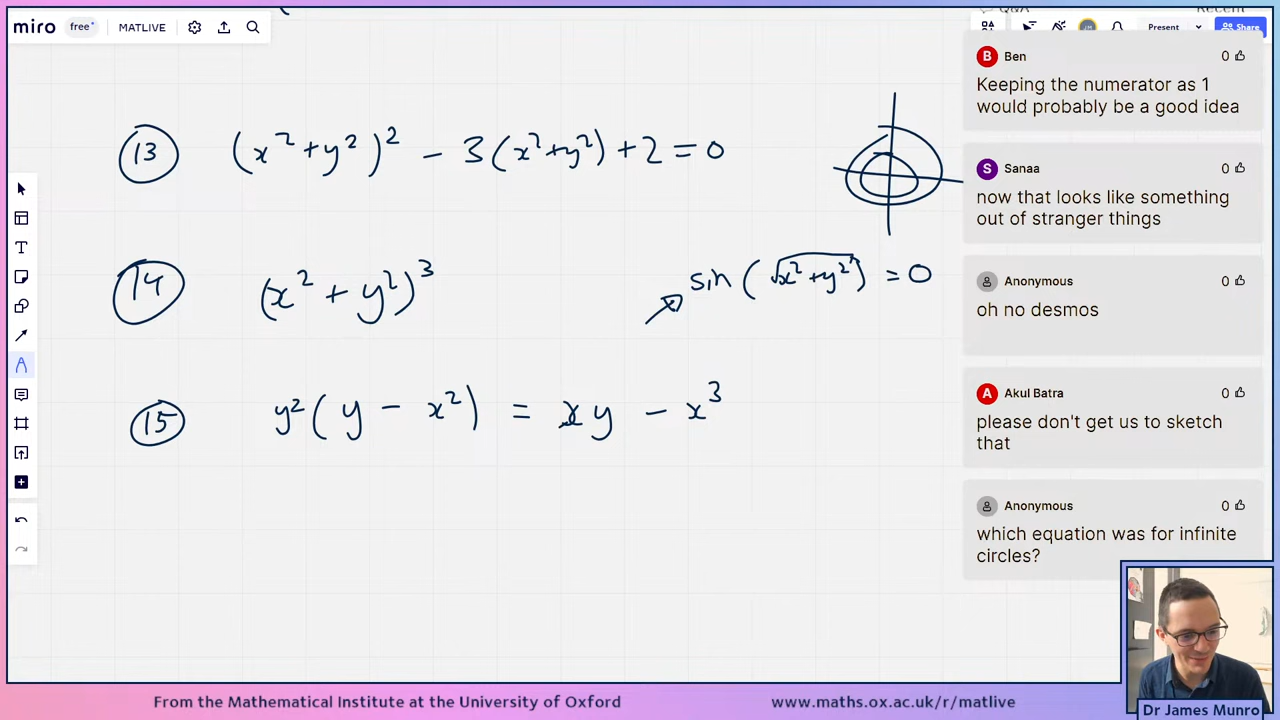 miro free MATLIVE
Q&A Recent
Present Share
13 (x² + y²)² - 3(x²+y²) + 2 = 0
14 (x² + y²)³
sin(√x²+y²) = 0
15 y²(y - x²) = xy - x³
B Ben 0
Keeping the numerator as 1
would probably be a good idea
S Sanaa 0
now that looks like something
out of stranger things
Anonymous 0
oh no desmos
A Akul Batra 0
please don't get us to sketch
that
Anonymous 0
which equation was for infinite
circles?
Dr James Munro
From the Mathematical Institute at the University of Oxford
www.maths.ox.ac.uk/r/matlive